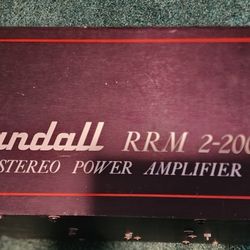 andall RRM 2-200
STEREO POWER AMPLIFIER